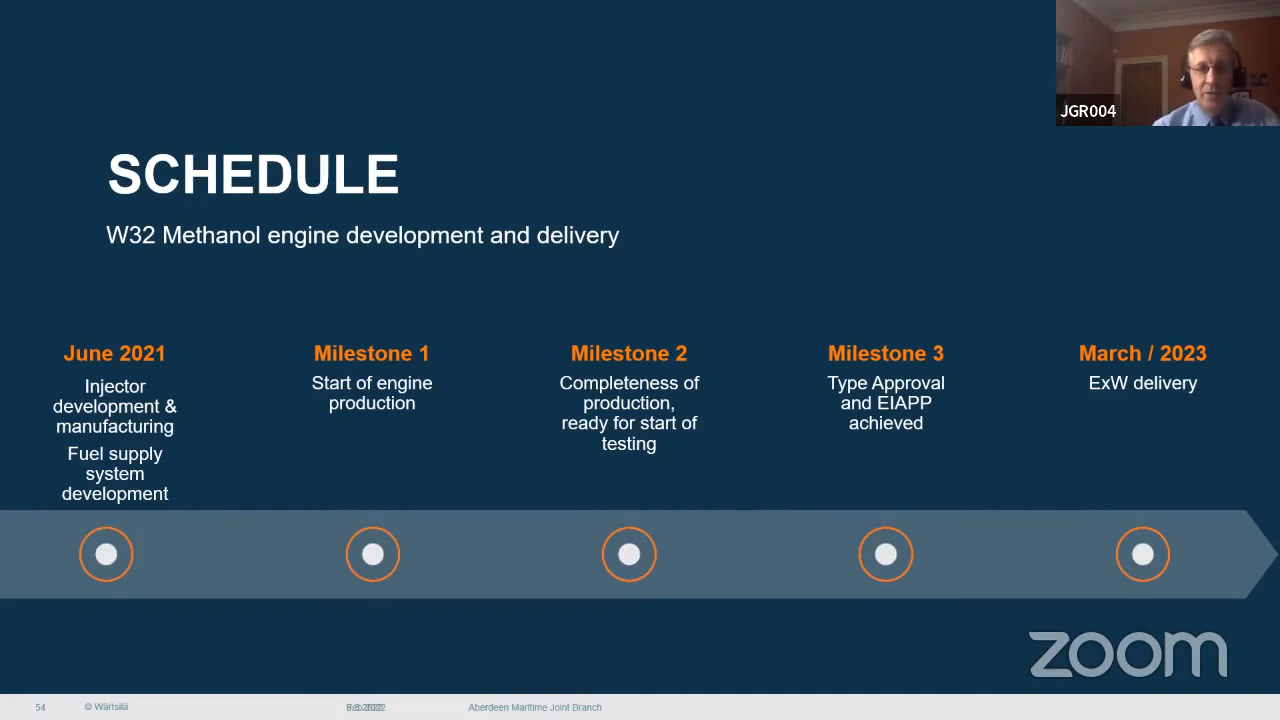 JGR004
SCHEDULE
W32 Methanol engine development and delivery
June 2021
Injector
development &
manufacturing
Fuel supply
system
development
Milestone 1
Start of engine
production
Milestone 2
Completeness of
production,
ready for start of
testing
Milestone 3
Type Approval
and EIAPP
achieved
March / 2023
ExW delivery
zoom
54
© Wärtsilä
Aberdeen Maritime Joint Branch